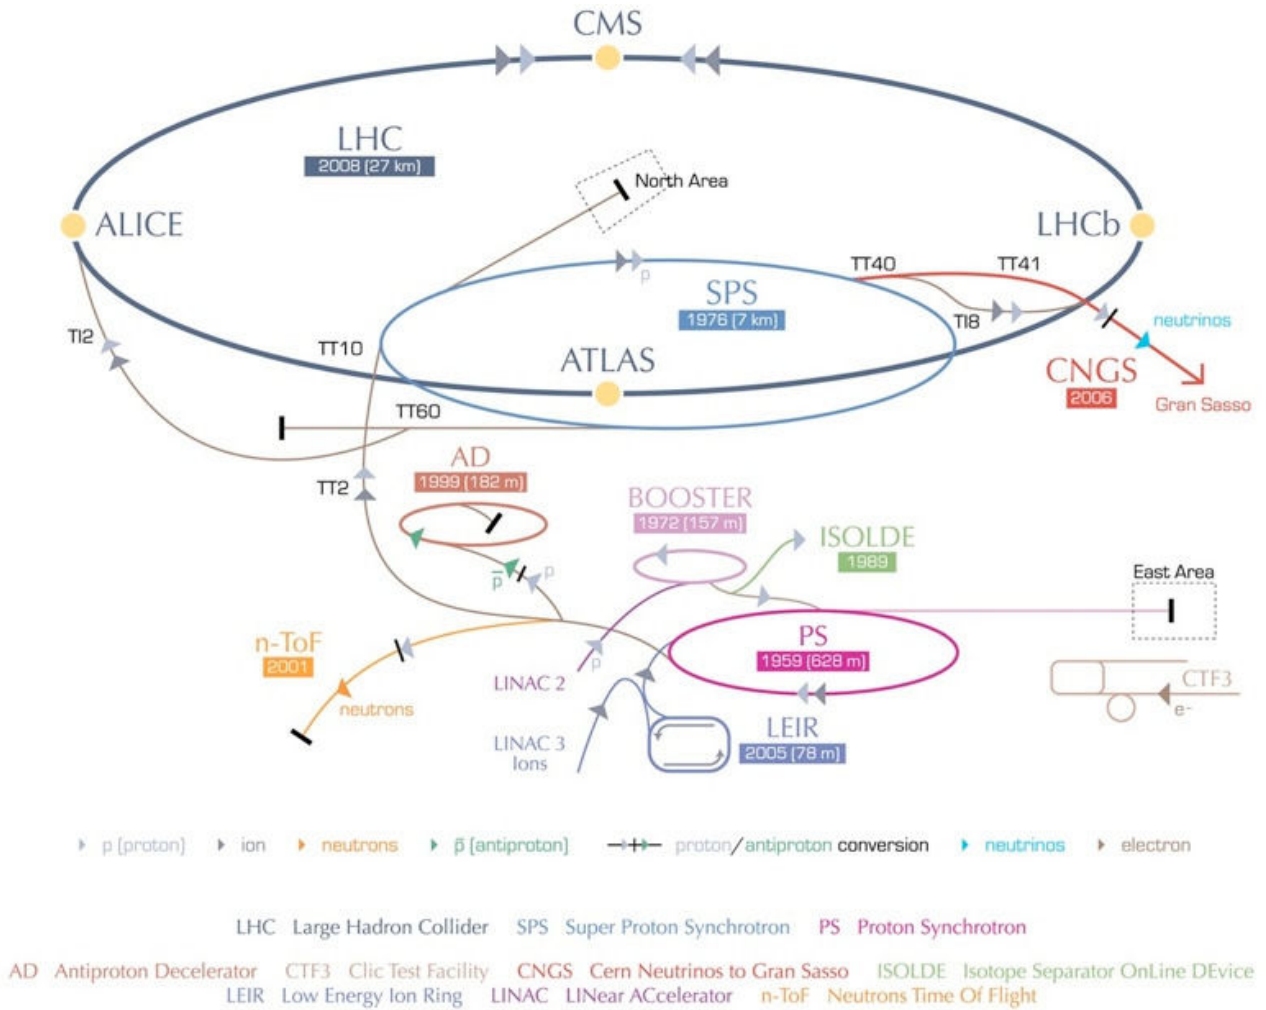 CMS
LHC
2008 (27 km)
North Area
ALICE
LHCb
p
TT40
TT41
SPS
1976 (7 km)
TI2
TI8
neutrinos
TT10
ATLAS
CNGS
2006
Gran Sasso
TT60
AD
1999 (182 m)
TT2
BOOSTER
1972 (157 m)
ISOLDE
1989
p̅
p
East Area
n-ToF
2001
PS
1959 (628 m)
p
LINAC 2
CTF3
e-
neutrons
LEIR
2005 (78 m)
LINAC 3
Ions
p (proton) ion neutrons p̅ (antiproton) proton/antiproton conversion neutrinos electron
LHC Large Hadron Collider SPS Super Proton Synchrotron PS Proton Synchrotron
AD Antiproton Decelerator CTF3 Clic Test Facility CNGS Cern Neutrinos to Gran Sasso ISOLDE Isotope Separator OnLine DEvice
LEIR Low Energy Ion Ring LINAC LINear ACcelerator n-ToF Neutrons Time Of Flight